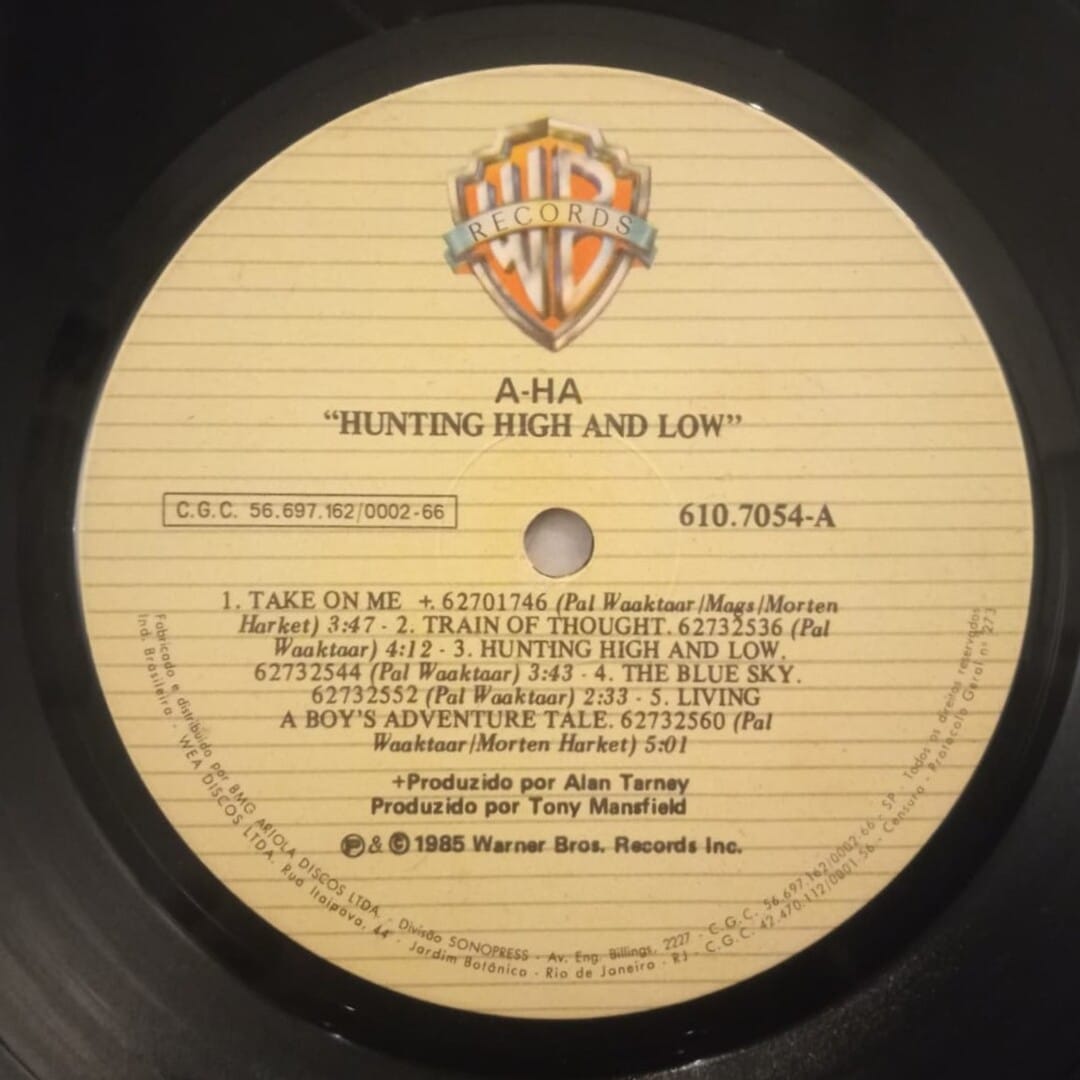 WB
RECORDS
A-HA
“HUNTING HIGH AND LOW”
C.G.C. 56.697.162/0002-66
610.7054-A
1. TAKE ON ME +. 62701746 (Pal Waaktaar/Mags/Morten
Harket) 3:47 - 2. TRAIN OF THOUGHT. 62732536 (Pal
Waaktaar) 4:12 - 3. HUNTING HIGH AND LOW.
62732544 (Pal Waaktaar) 3:43 - 4. THE BLUE SKY.
62732552 (Pal Waaktaar) 2:33 - 5. LIVING
A BOY'S ADVENTURE TALE. 62732560 (Pal
Waaktaar/Morten Harket) 5:01
+Produzido por Alan Tarney
Produzido por Tony Mansfield
Ⓟ & © 1985 Warner Bros. Records Inc.
Fabricado e distribuido por BMG ARIOLA DISCOS LTDA. - Divisão SONOPRESS - Av. Eng. Billings, 2227 - C.G.C. 56.697.162/0002-66 - S.P. - Todos os direitos reservados
Ind. Brasileira - WEA DISCOS LTDA. Rua Itaipava, 44 - Jardim Botânico - Rio de Janeiro - RJ - C.G.C. 42.470.112/0001-56 - Censura - Protocolo Geral nº 273